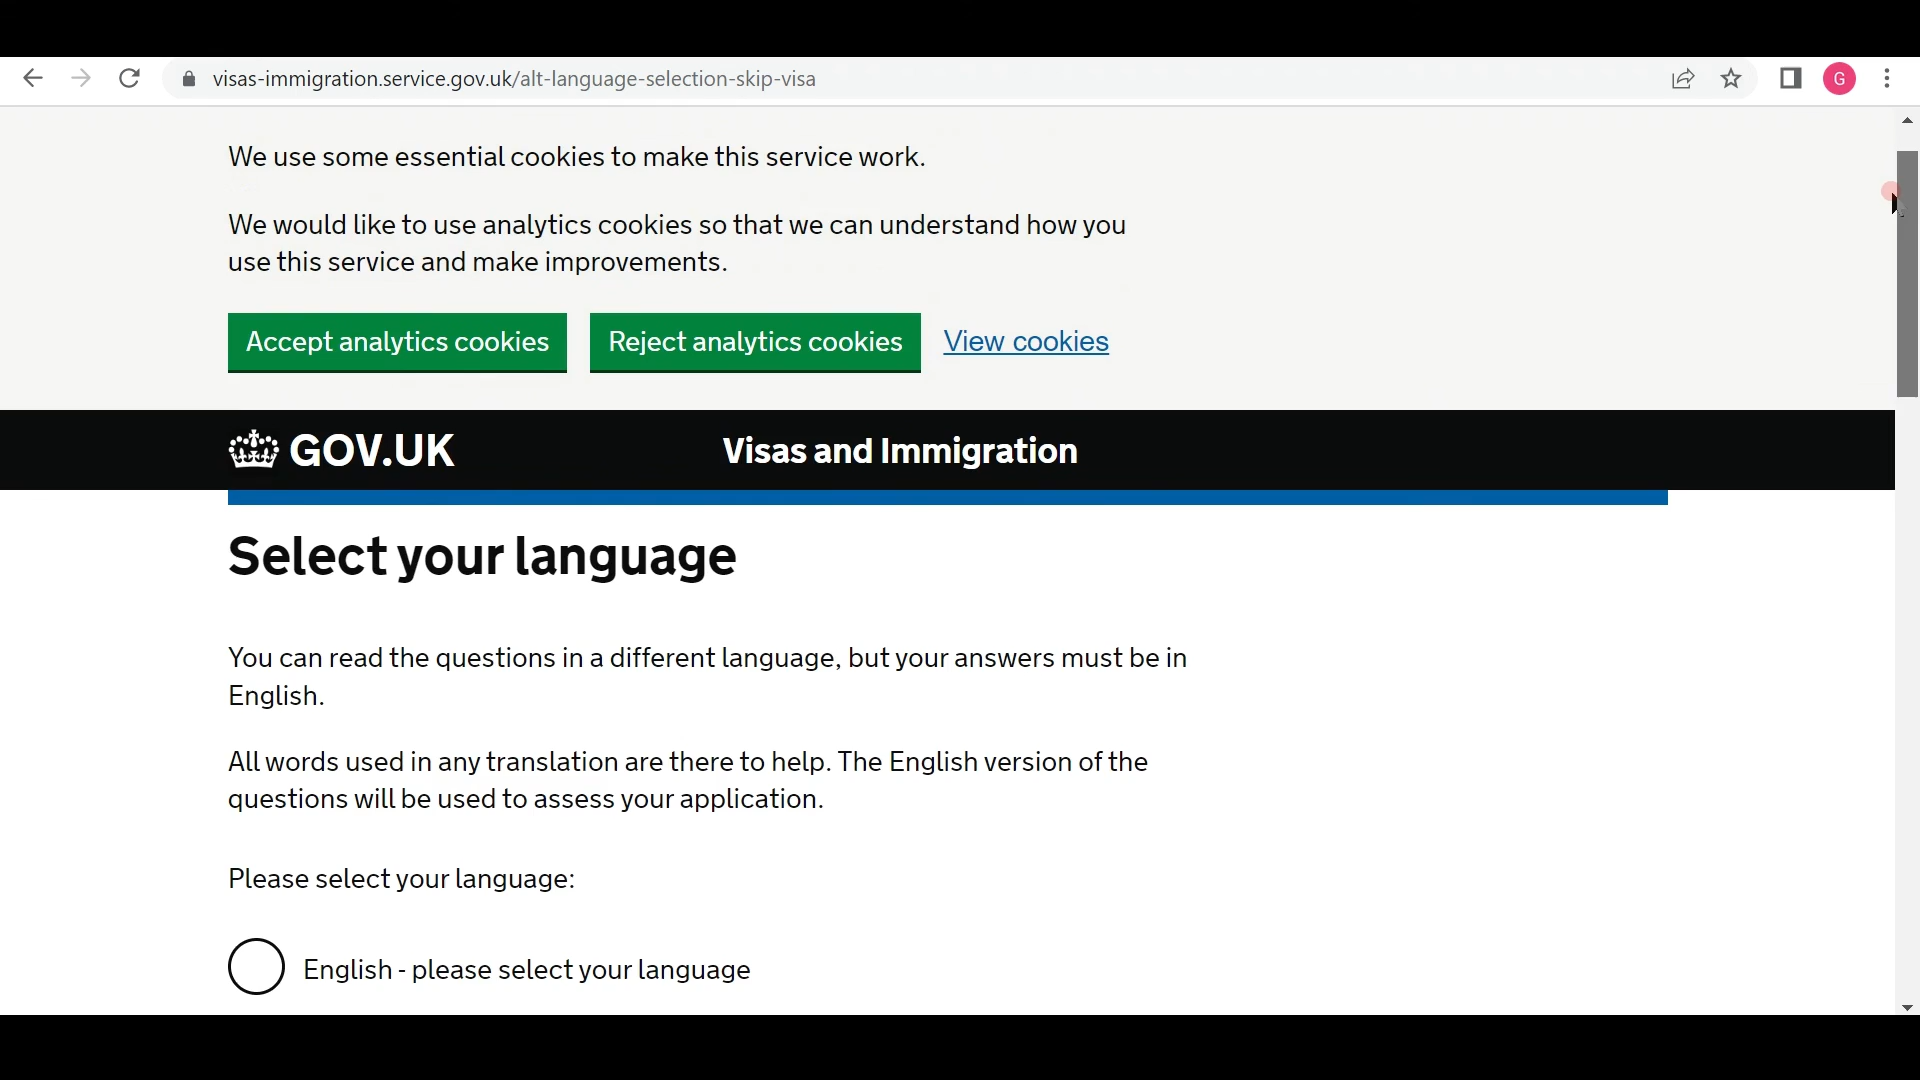 visas-immigration.service.gov.uk/alt-language-selection-skip-visa
G
We use some essential cookies to make this service work.
We would like to use analytics cookies so that we can understand how you
use this service and make improvements.
Accept analytics cookies
Reject analytics cookies
View cookies
GOV.UK
Visas and Immigration
Select your language
You can read the questions in a different language, but your answers must be in
English.
All words used in any translation are there to help. The English version of the
questions will be used to assess your application.
Please select your language:
English - please select your language